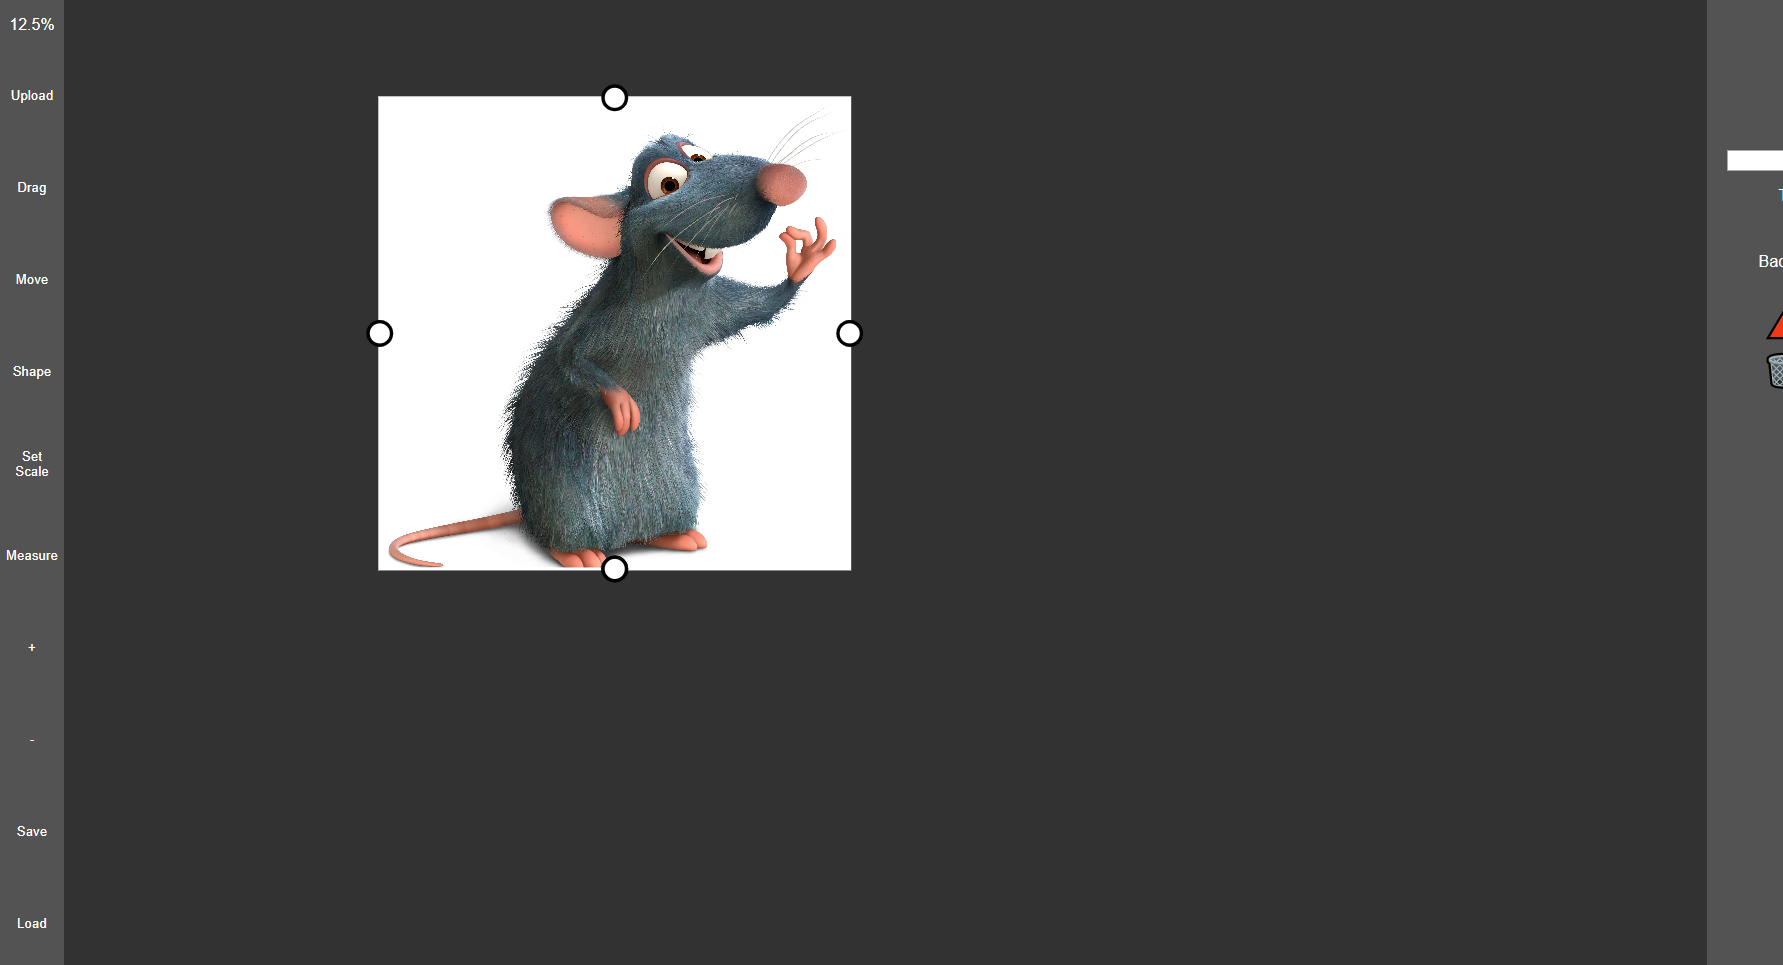 12.5%
Upload
Drag
Move
Shape
Set
Scale
Measure
+
-
Save
Load